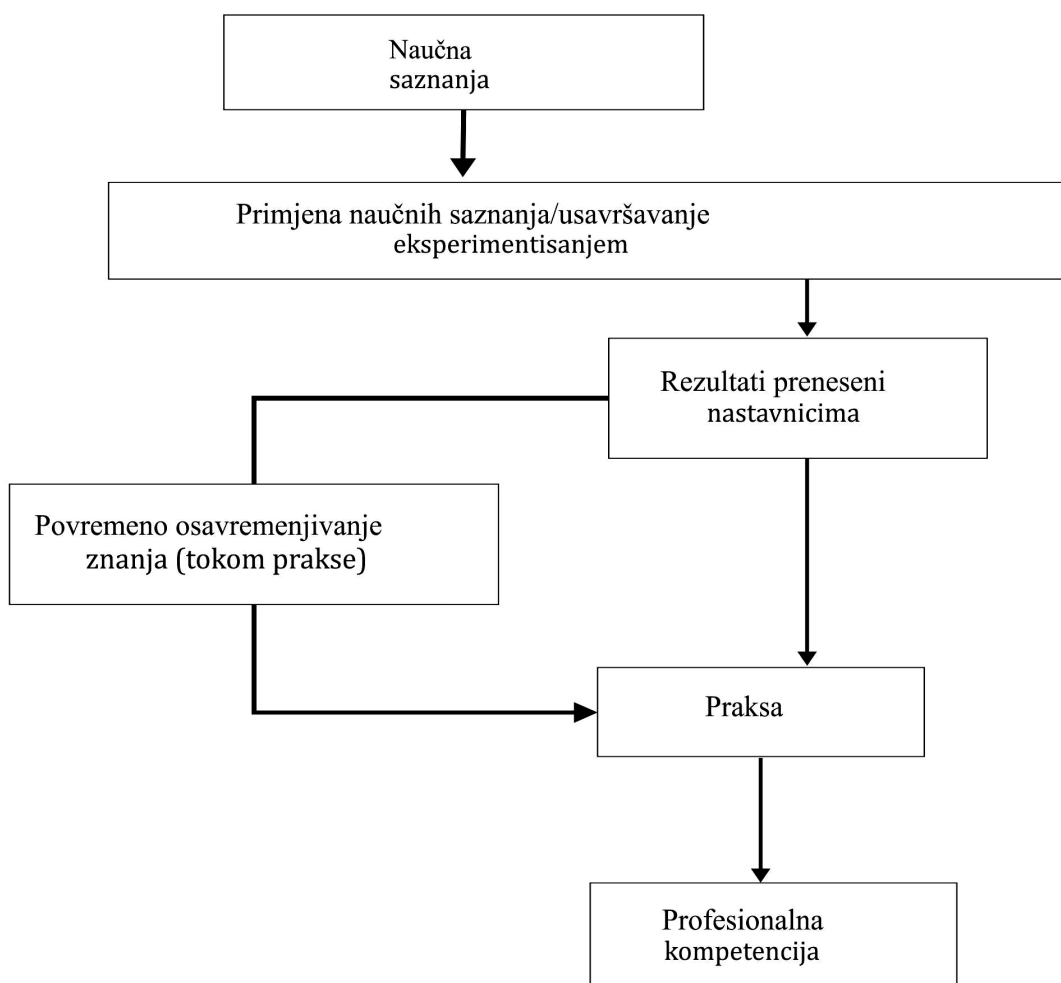 Naučna
saznanja
Primjena naučnih saznanja/usavršavanje
eksperimentisanjem
Rezultati preneseni
nastavnicima
Povremeno osavremenjivanje
znanja (tokom prakse)
Praksa
Profesionalna
kompetencija